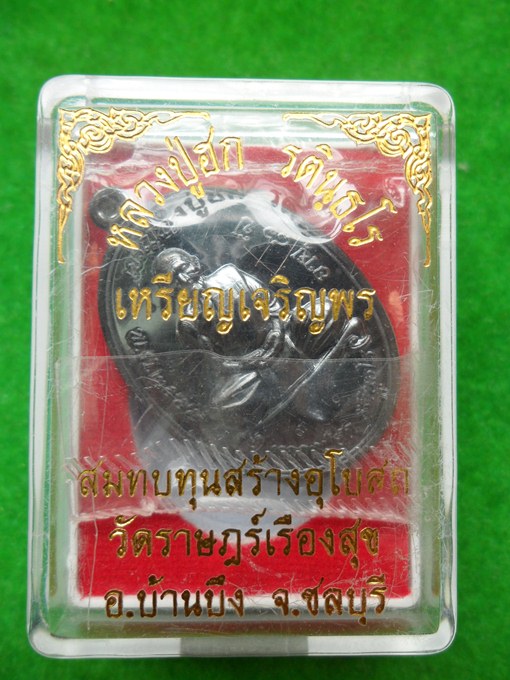 หลวงปู่ฮก รตินฺธโร
เหรียญเจริญพร
สมทบทุนสร้างอุโบสถ
วัดราษฎร์เรืองสุข
อ.บ้านบึง จ.ชลบุรี